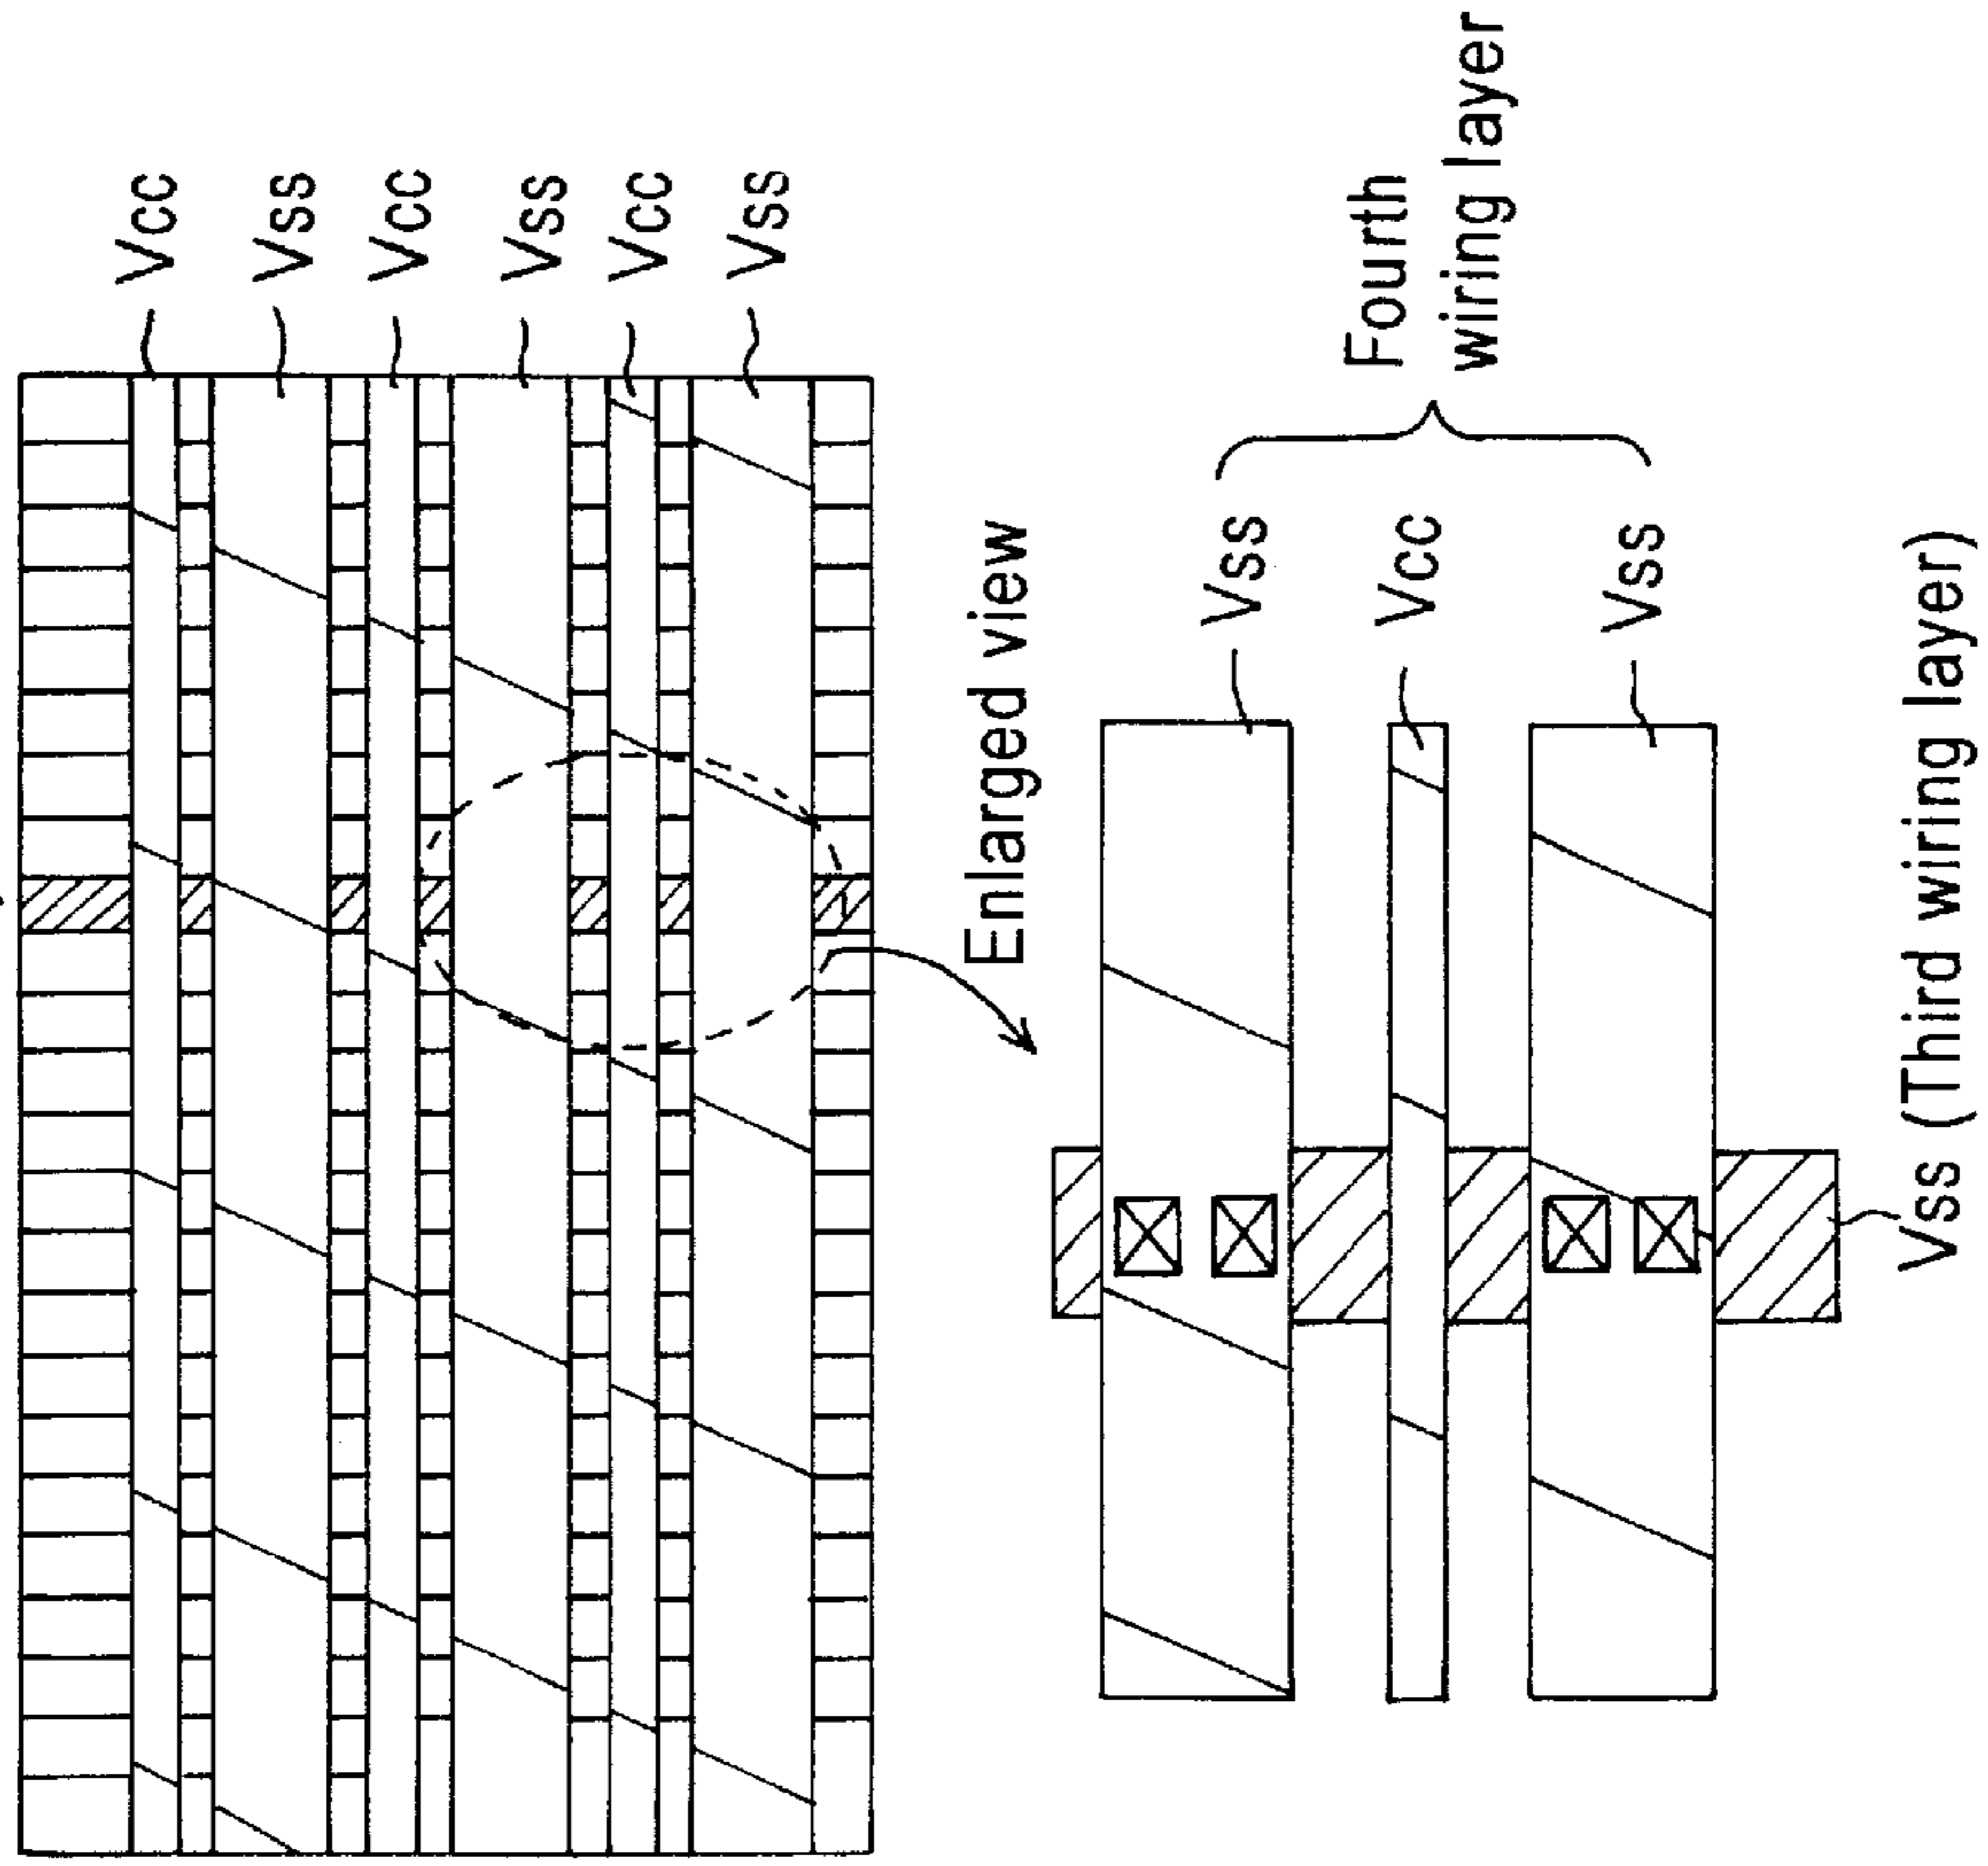 Vcc
Vss
Vcc
Vss
Vcc
Vss
Enlarged view
Fourth
wiring layer
Vss
Vcc
Vss
Vss (Third wiring layer)